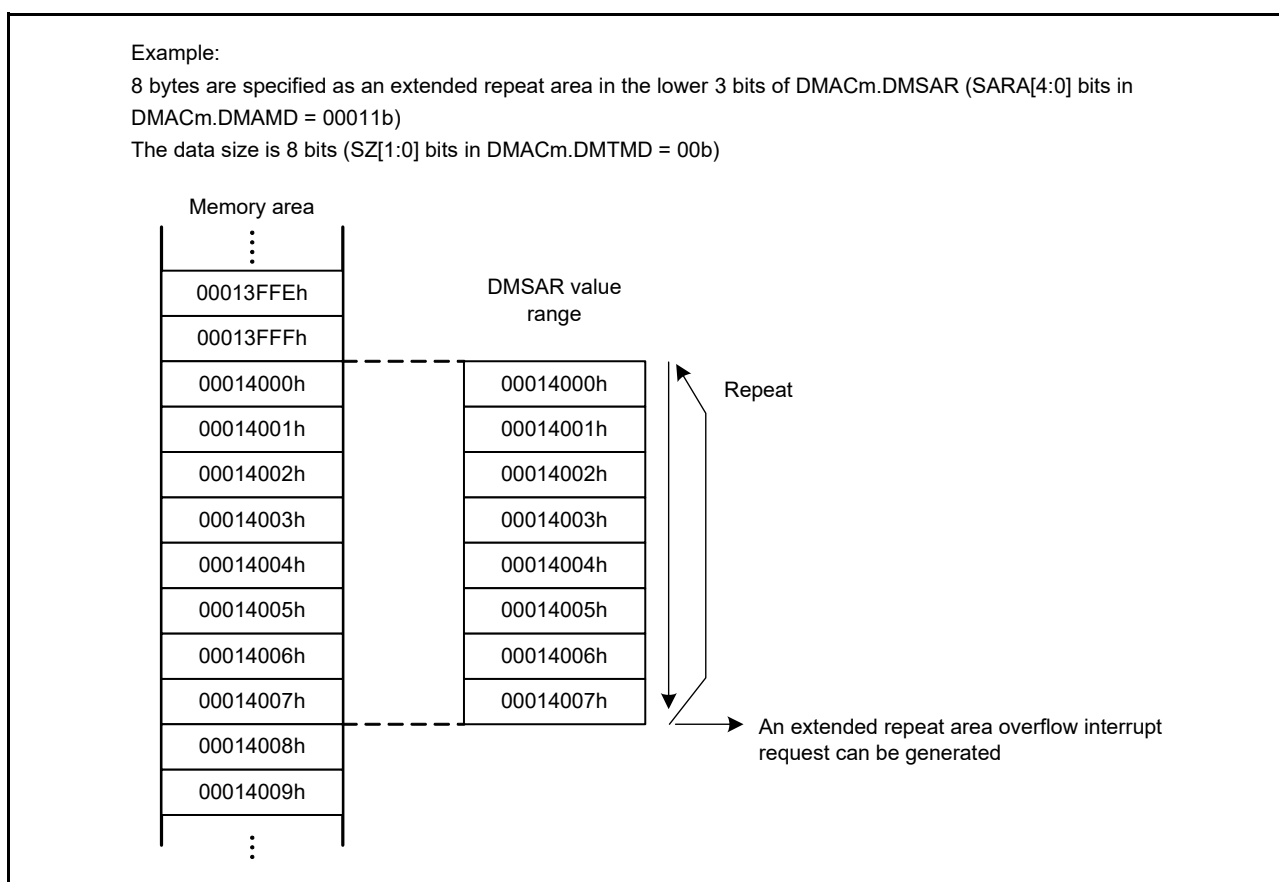 Example:
8 bytes are specified as an extended repeat area in the lower 3 bits of DMACm.DMSAR (SARA[4:0] bits in
DMACm.DMAMD = 00011b)
The data size is 8 bits (SZ[1:0] bits in DMACm.DMTMD = 00b)
Memory area
00013FFEh
00013FFFh
00014000h
00014001h
00014002h
00014003h
00014004h
00014005h
00014006h
00014007h
00014008h
00014009h
DMSAR value
range
00014000h
00014001h
00014002h
00014003h
00014004h
00014005h
00014006h
00014007h
Repeat
An extended repeat area overflow interrupt
request can be generated